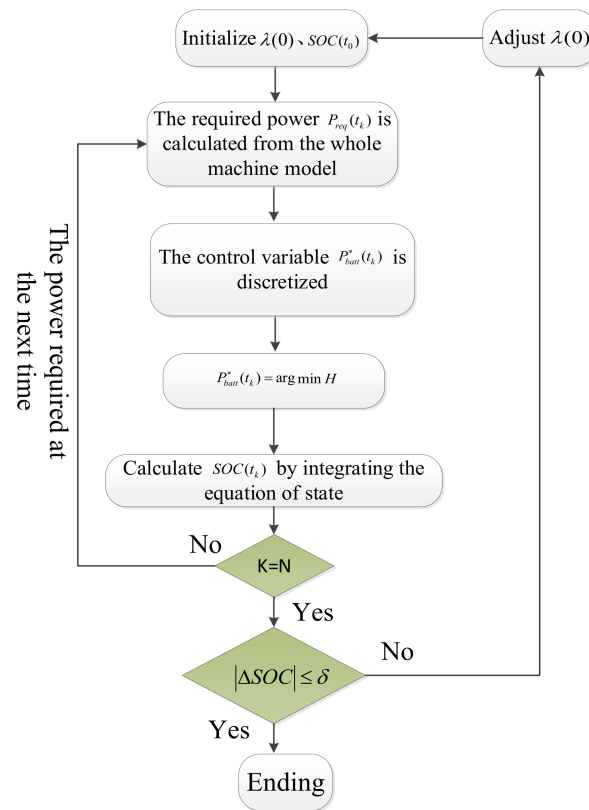 Initialize λ(0)、SOC(t₀)
Adjust λ(0)
The required power P_req(t_k) is
calculated from the whole
machine model
The control variable P*_batt(t_k) is
discretized
P*_batt(t_k) = arg min H
Calculate SOC(t_k) by integrating the
equation of state
The power required at
the next time
No
K=N
Yes
|ΔSOC| ≤ δ
No
Yes
Ending